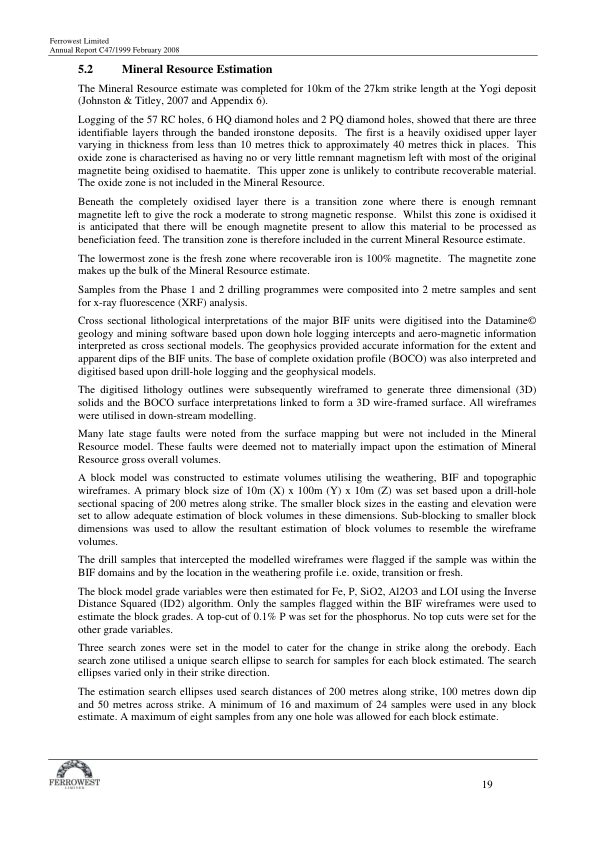 Ferrowest Limited
Annual Report C47/1999 February 2008
5.2 Mineral Resource Estimation
The Mineral Resource estimate was completed for 10km of the 27km strike length at the Yogi deposit
(Johnston & Titley, 2007 and Appendix 6).
Logging of the 57 RC holes, 6 HQ diamond holes and 2 PQ diamond holes, showed that there are three
identifiable layers through the banded ironstone deposits. The first is a heavily oxidised upper layer
varying in thickness from less than 10 metres thick to approximately 40 metres thick in places. This
oxide zone is characterised as having no or very little remnant magnetism left with most of the original
magnetite being oxidised to haematite. This upper zone is unlikely to contribute recoverable material.
The oxide zone is not included in the Mineral Resource.
Beneath the completely oxidised layer there is a transition zone where there is enough remnant
magnetite left to give the rock a moderate to strong magnetic response. Whilst this zone is oxidised it
is anticipated that there will be enough magnetite present to allow this material to be processed as
beneficiation feed. The transition zone is therefore included in the current Mineral Resource estimate.
The lowermost zone is the fresh zone where recoverable iron is 100% magnetite. The magnetite zone
makes up the bulk of the Mineral Resource estimate.
Samples from the Phase 1 and 2 drilling programmes were composited into 2 metre samples and sent
for x-ray fluorescence (XRF) analysis.
Cross sectional lithological interpretations of the major BIF units were digitised into the Datamine©
geology and mining software based upon down hole logging intercepts and aero-magnetic information
interpreted as cross sectional models. The geophysics provided accurate information for the extent and
apparent dips of the BIF units. The base of complete oxidation profile (BOCO) was also interpreted and
digitised based upon drill-hole logging and the geophysical models.
The digitised lithology outlines were subsequently wireframed to generate three dimensional (3D)
solids and the BOCO surface interpretations linked to form a 3D wire-framed surface. All wireframes
were utilised in down-stream modelling.
Many late stage faults were noted from the surface mapping but were not included in the Mineral
Resource model. These faults were deemed not to materially impact upon the estimation of Mineral
Resource gross overall volumes.
A block model was constructed to estimate volumes utilising the weathering, BIF and topographic
wireframes. A primary block size of 10m (X) x 100m (Y) x 10m (Z) was set based upon a drill-hole
sectional spacing of 200 metres along strike. The smaller block sizes in the easting and elevation were
set to allow adequate estimation of block volumes in these dimensions. Sub-blocking to smaller block
dimensions was used to allow the resultant estimation of block volumes to resemble the wireframe
volumes.
The drill samples that intercepted the modelled wireframes were flagged if the sample was within the
BIF domains and by the location in the weathering profile i.e. oxide, transition or fresh.
The block model grade variables were then estimated for Fe, P, SiO2, Al2O3 and LOI using the Inverse
Distance Squared (ID2) algorithm. Only the samples flagged within the BIF wireframes were used to
estimate the block grades. A top-cut of 0.1% P was set for the phosphorus. No top cuts were set for the
other grade variables.
Three search zones were set in the model to cater for the change in strike along the orebody. Each
search zone utilised a unique search ellipse to search for samples for each block estimated. The search
ellipses varied only in their strike direction.
The estimation search ellipses used search distances of 200 metres along strike, 100 metres down dip
and 50 metres across strike. A minimum of 16 and maximum of 24 samples were used in any block
estimate. A maximum of eight samples from any one hole was allowed for each block estimate.
FERROWEST
LIMITED
19